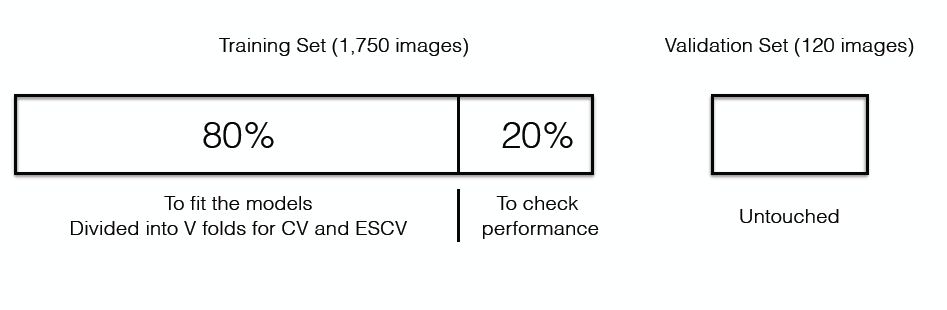 Training Set (1,750 images)
Validation Set (120 images)
80%
20%
To fit the models
Divided into V folds for CV and ESCV
To check
performance
Untouched